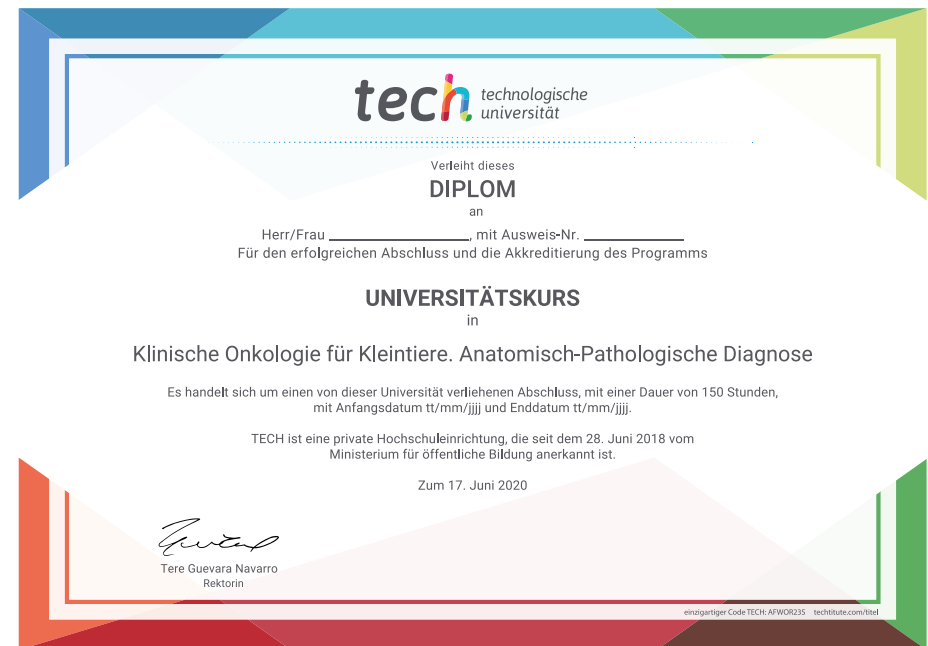 tech technologische
universität
Verleiht dieses
DIPLOM
an
Herr/Frau ____________________, mit Ausweis-Nr. ______________
Für den erfolgreichen Abschluss und die Akkreditierung des Programms
UNIVERSITÄTSKURS
in
Klinische Onkologie für Kleintiere. Anatomisch-Pathologische Diagnose
Es handelt sich um einen von dieser Universität verliehenen Abschluss, mit einer Dauer von 150 Stunden,
mit Anfangsdatum tt/mm/jjjj und Enddatum tt/mm/jjjj.
TECH ist eine private Hochschuleinrichtung, die seit dem 28. Juni 2018 vom
Ministerium für öffentliche Bildung anerkannt ist.
Zum 17. Juni 2020
Tere Guevara Navarro
Rektorin
einzigartiger Code TECH: AFWOR235 techtitute.com/titel